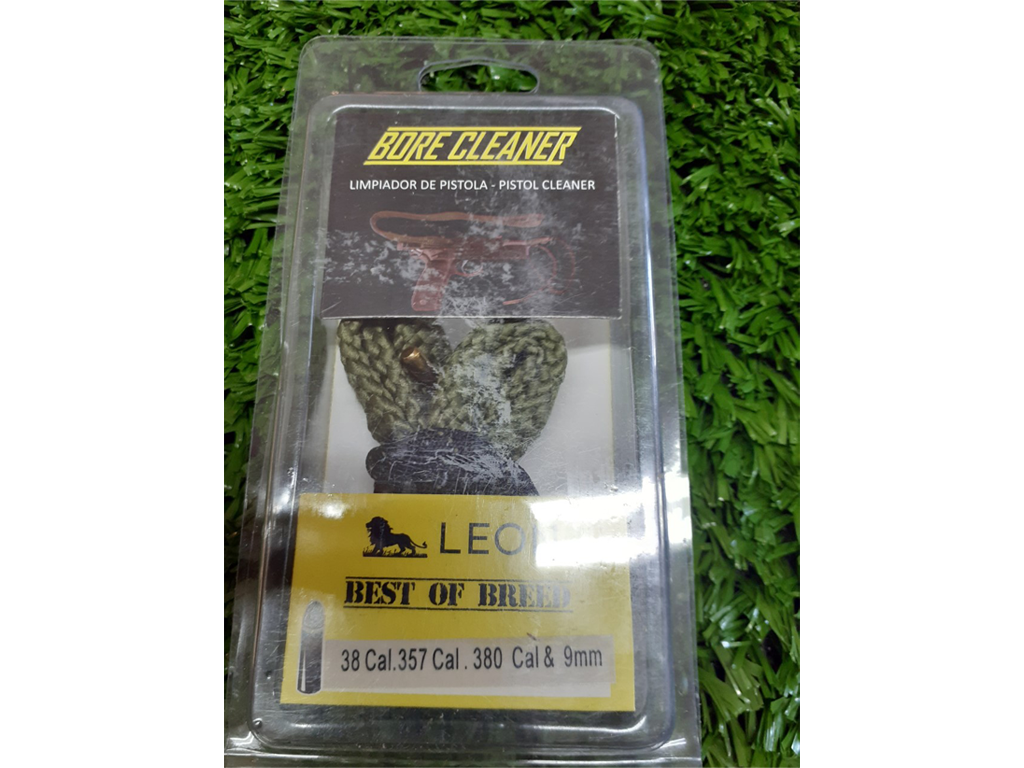 BORE CLEANER
LIMPIADOR DE PISTOLA - PISTOL CLEANER
BEST OF BREED
38 Cal.357 Cal . 380 Cal & 9mm